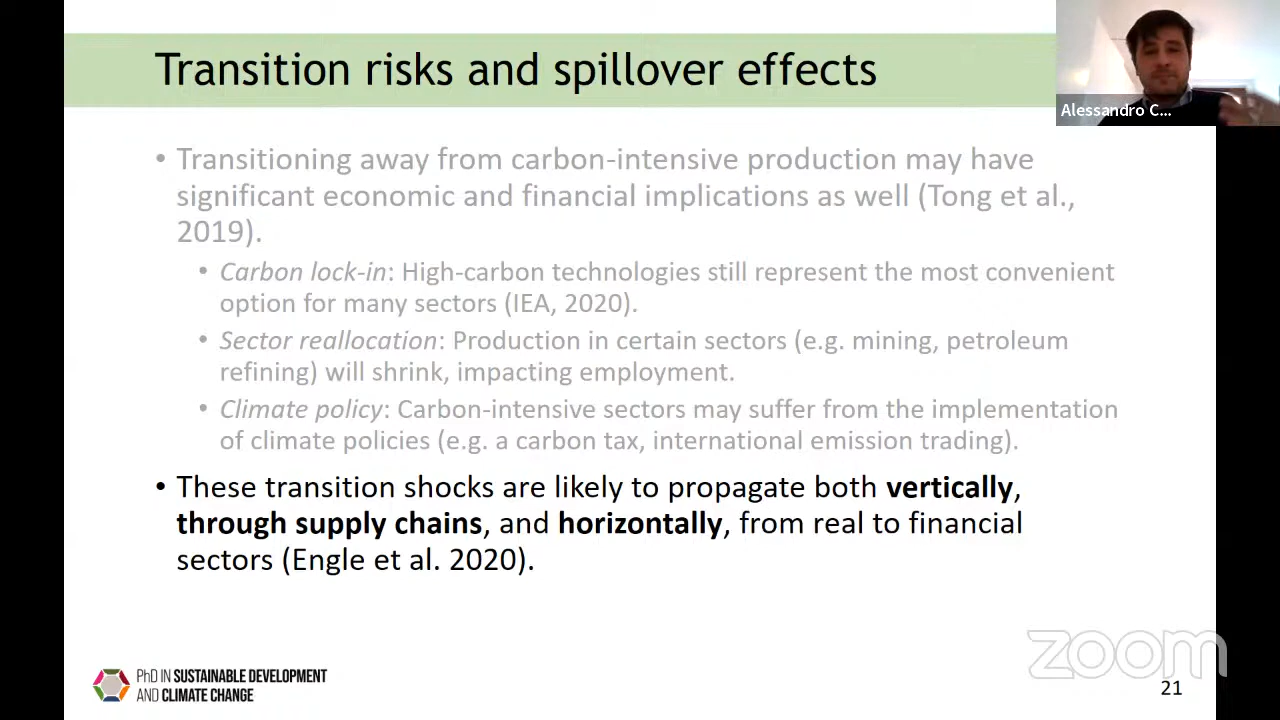 Transition risks and spillover effects
Alessandro C...
• Transitioning away from carbon-intensive production may have
significant economic and financial implications as well (Tong et al.,
2019).
• Carbon lock-in: High-carbon technologies still represent the most convenient
option for many sectors (IEA, 2020).
• Sector reallocation: Production in certain sectors (e.g. mining, petroleum
refining) will shrink, impacting employment.
• Climate policy: Carbon-intensive sectors may suffer from the implementation
of climate policies (e.g. a carbon tax, international emission trading).
• These transition shocks are likely to propagate both vertically,
through supply chains, and horizontally, from real to financial
sectors (Engle et al. 2020).
zoom
PhD IN SUSTAINABLE DEVELOPMENT
AND CLIMATE CHANGE
21